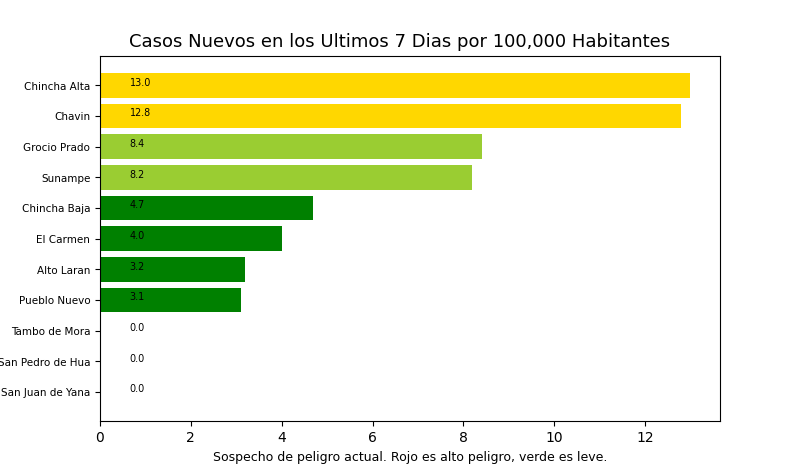 Casos Nuevos en los Ultimos 7 Dias por 100,000 Habitantes
Chincha Alta 13.0
Chavin 12.8
Grocio Prado 8.4
Sunampe 8.2
Chincha Baja 4.7
El Carmen 4.0
Alto Laran 3.2
Pueblo Nuevo 3.1
Tambo de Mora 0.0
San Pedro de Hua 0.0
San Juan de Yana 0.0
0 2 4 6 8 10 12
Sospecho de peligro actual. Rojo es alto peligro, verde es leve.